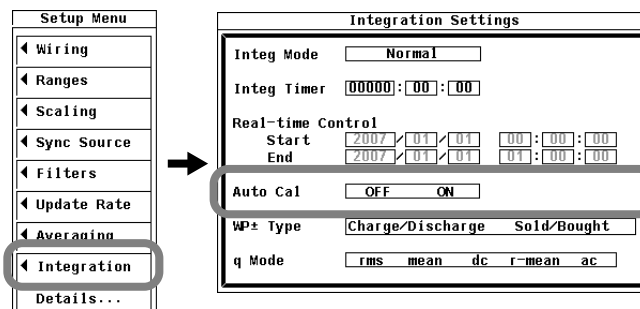 Setup Menu
Wiring
Ranges
Scaling
Sync Source
Filters
Update Rate
Averaging
Integration
Details...
Integration Settings
Integ Mode Normal
Integ Timer 00000 : 00 : 00
Real-time Control
Start 2007 / 01 / 01 00 : 00 : 00
End 2007 / 01 / 01 01 : 00 : 00
Auto Cal OFF ON
WP± Type Charge/Discharge Sold/Bought
q Mode rms mean dc r-mean ac